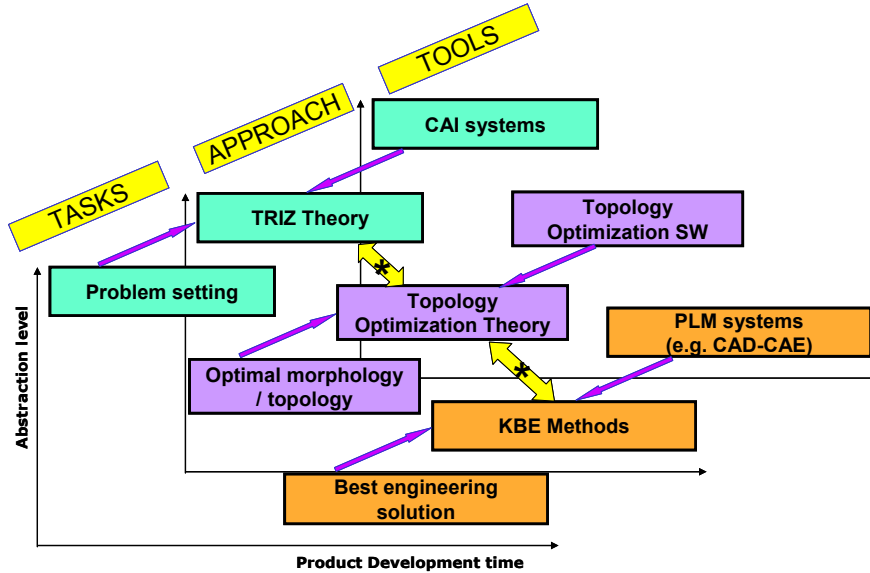 TOOLS
APPROACH
TASKS
CAI systems
TRIZ Theory
Topology
Optimization SW
Problem setting
*
Topology
Optimization Theory
PLM systems
(e.g. CAD-CAE)
Optimal morphology
/ topology
*
KBE Methods
Best engineering
solution
Abstraction level
Product Development time